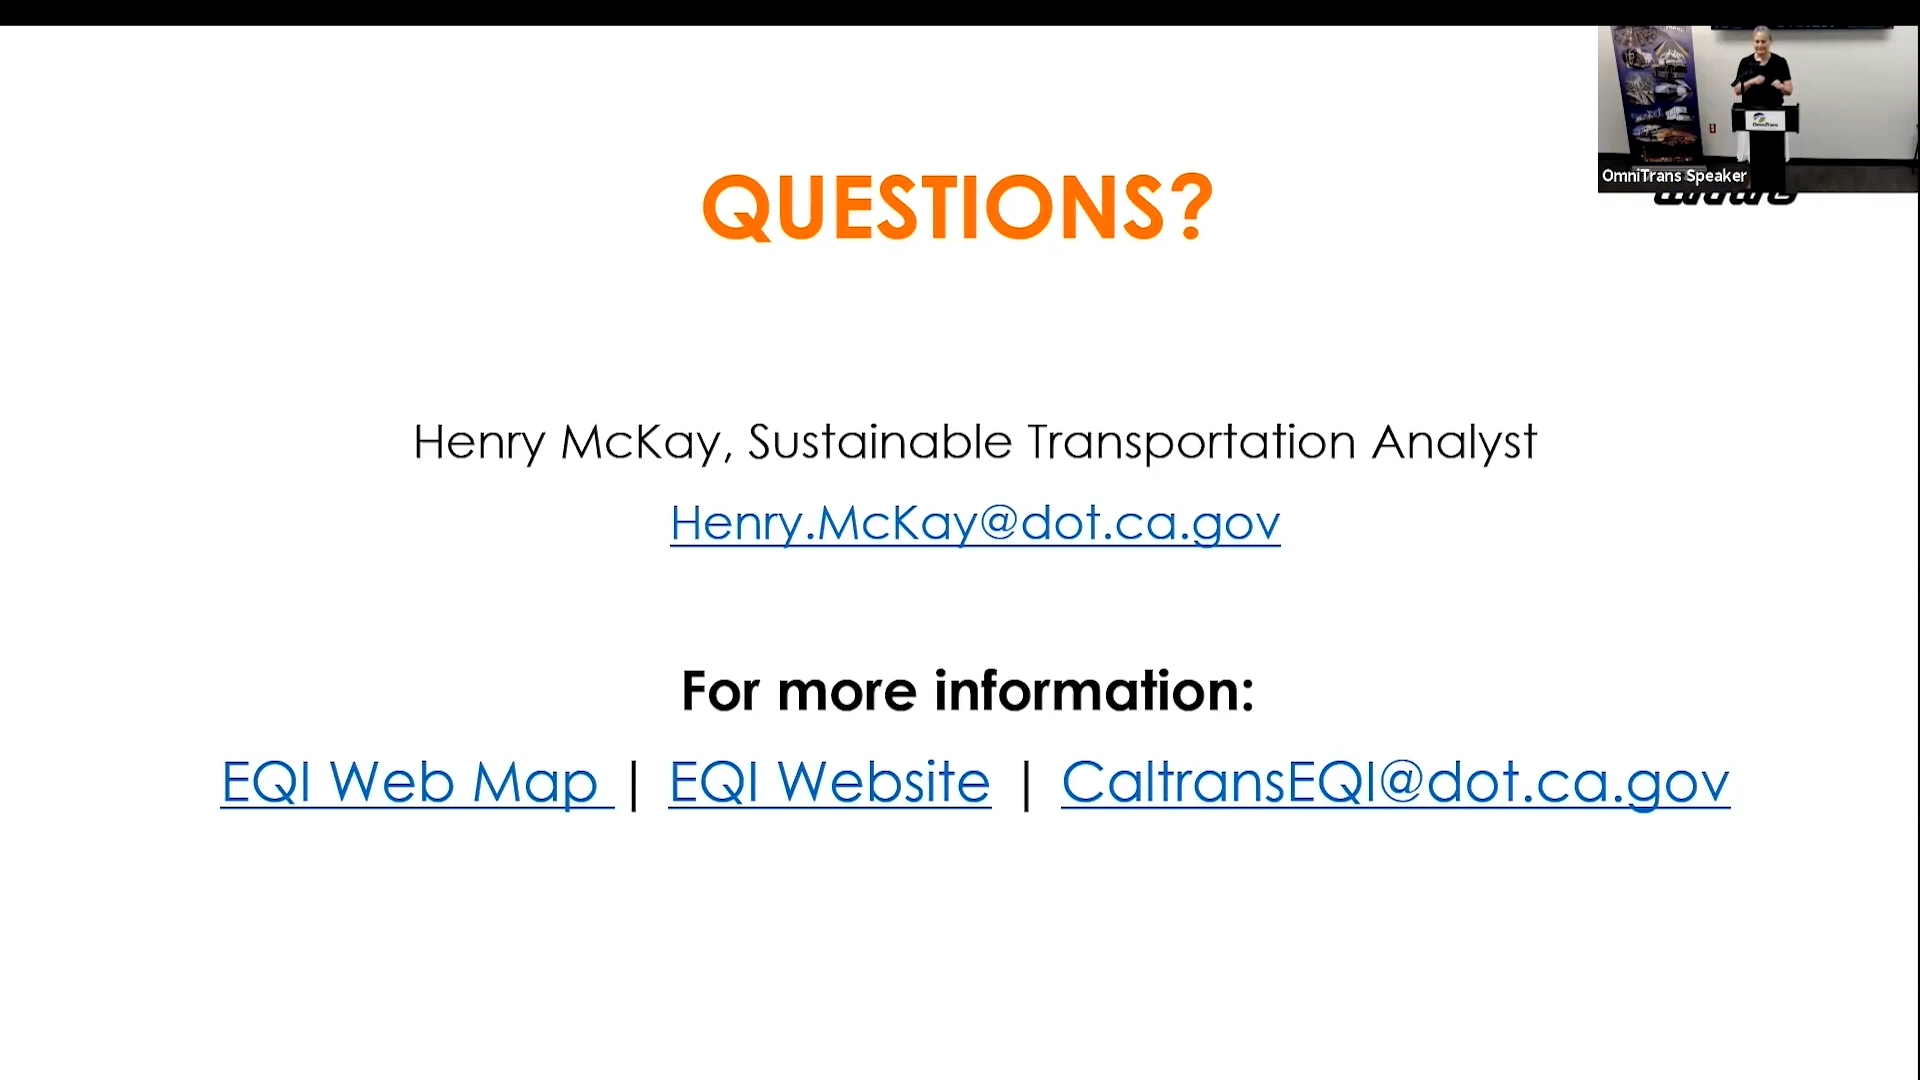 QUESTIONS?
OmniTrans Speaker
Henry McKay, Sustainable Transportation Analyst
Henry.McKay@dot.ca.gov
For more information:
EQI Web Map | EQI Website | CaltransEQI@dot.ca.gov